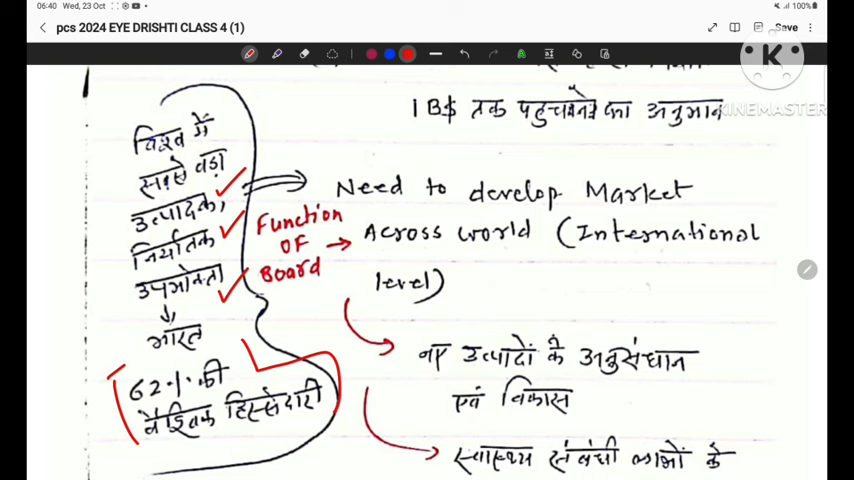 06:40 Wed, 23 Oct 100%
pcs 2024 EYE DRISHTI CLASS 4 (1)
Save
K
KINEMASTER
1B$ तक पहुचाने का अनुमान
विश्व में
सबसे बड़ा
उत्पादक,
निर्यातक
उपभोक्ता
भारत
62% की
वैश्विक हिस्सेदारी
Function
OF
Board
Need to develop Market
Across world (International
level)
नए उत्पादों के अनुसंधान
एवं विकास
स्वास्थ्य संबंधी लाभों के